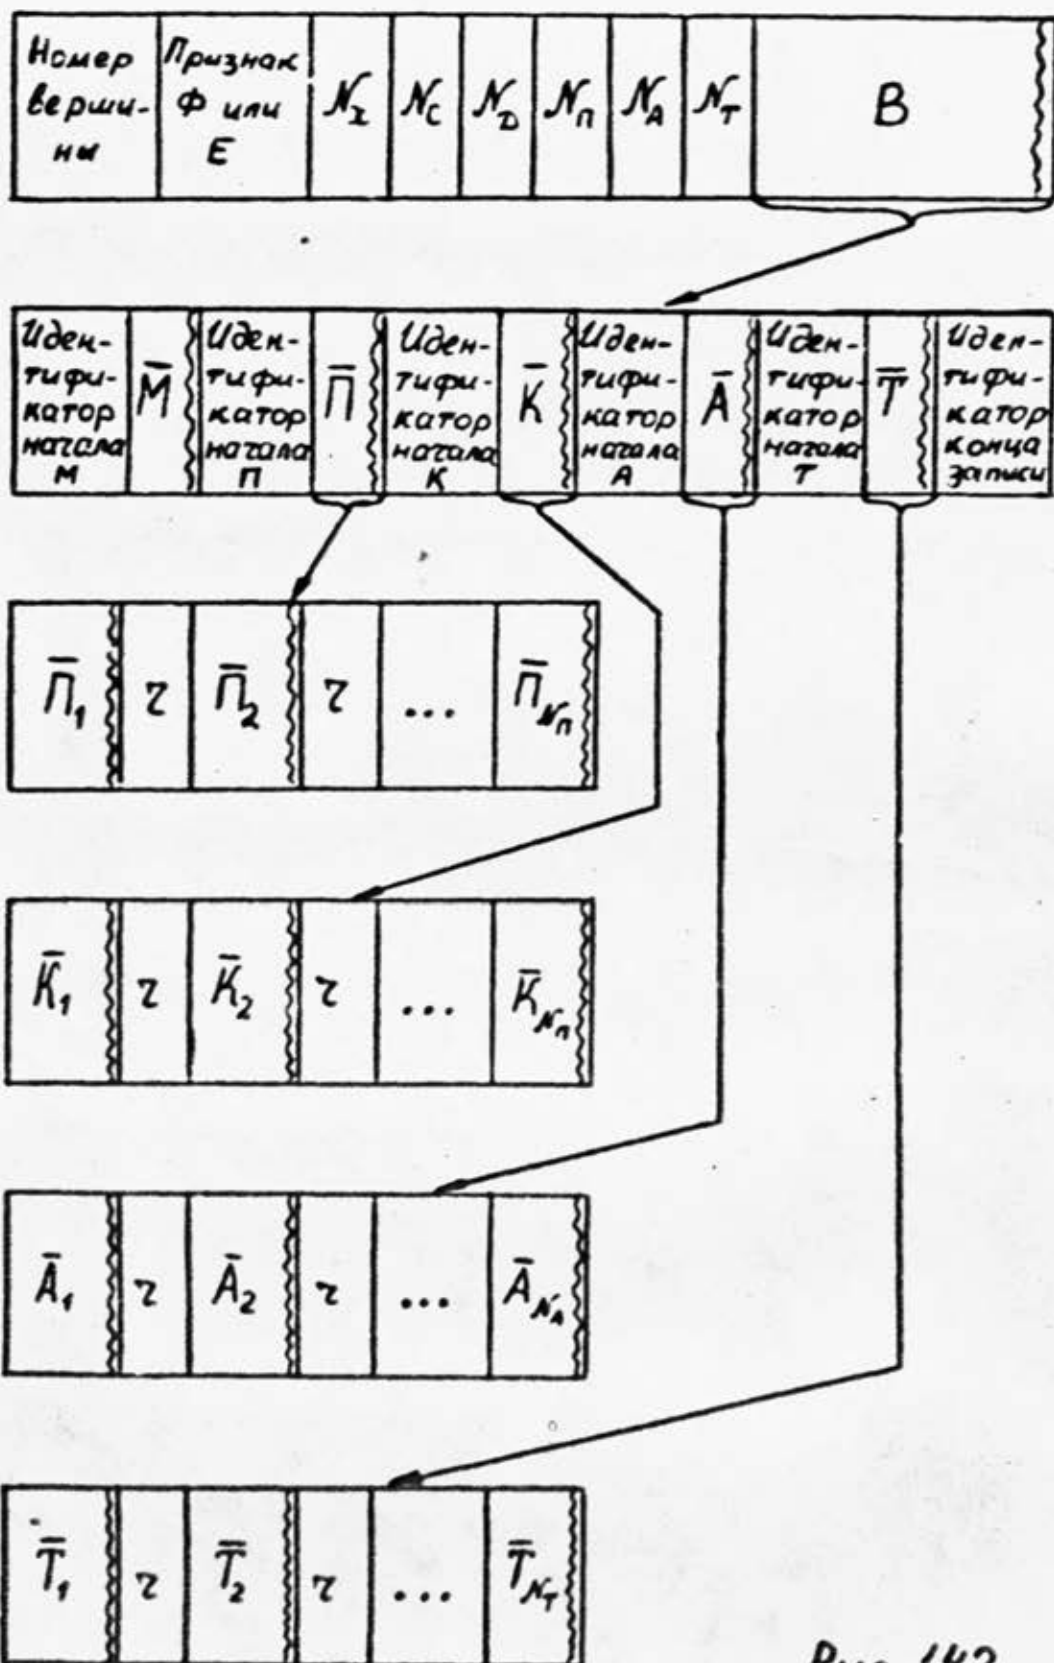 Номер верши- ны
Признак Ф или Е
N_I N_C N_D N_П N_A N_T B
Иден- тифи- катор начала М
M̄
Иден- тифи- катор начала П
П̄
Иден- тифи- катор начала К
K̄
Иден- тифи- катор начала А
Ā
Иден- тифи- катор начала Т
T̄
Иден- тифи- катор конца записи
П̄₁ τ П̄₂ τ ... П̄_Nп
K̄₁ τ K̄₂ τ ... K̄_Nп
Ā₁ τ Ā₂ τ ... Ā_NA
T̄₁ τ T̄₂ τ ... T̄_NT